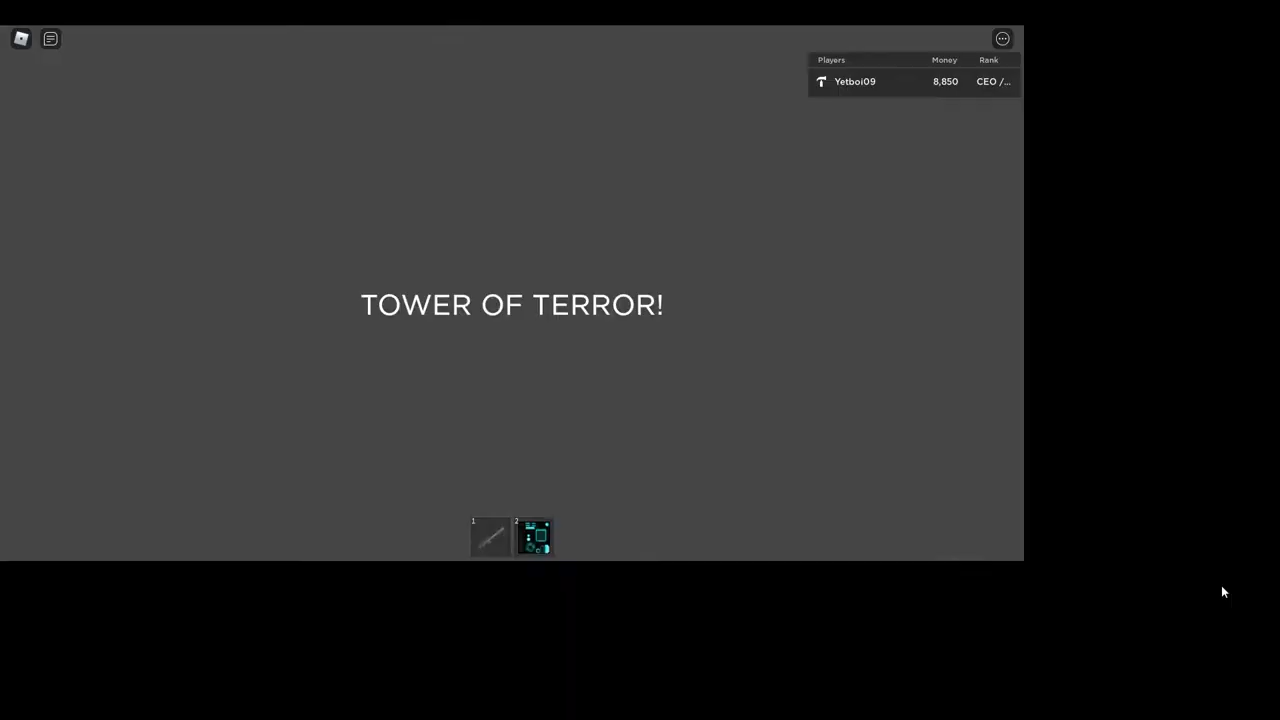 Players Money Rank
Yetboi09 8,850 CEO /...
TOWER OF TERROR!
1 2